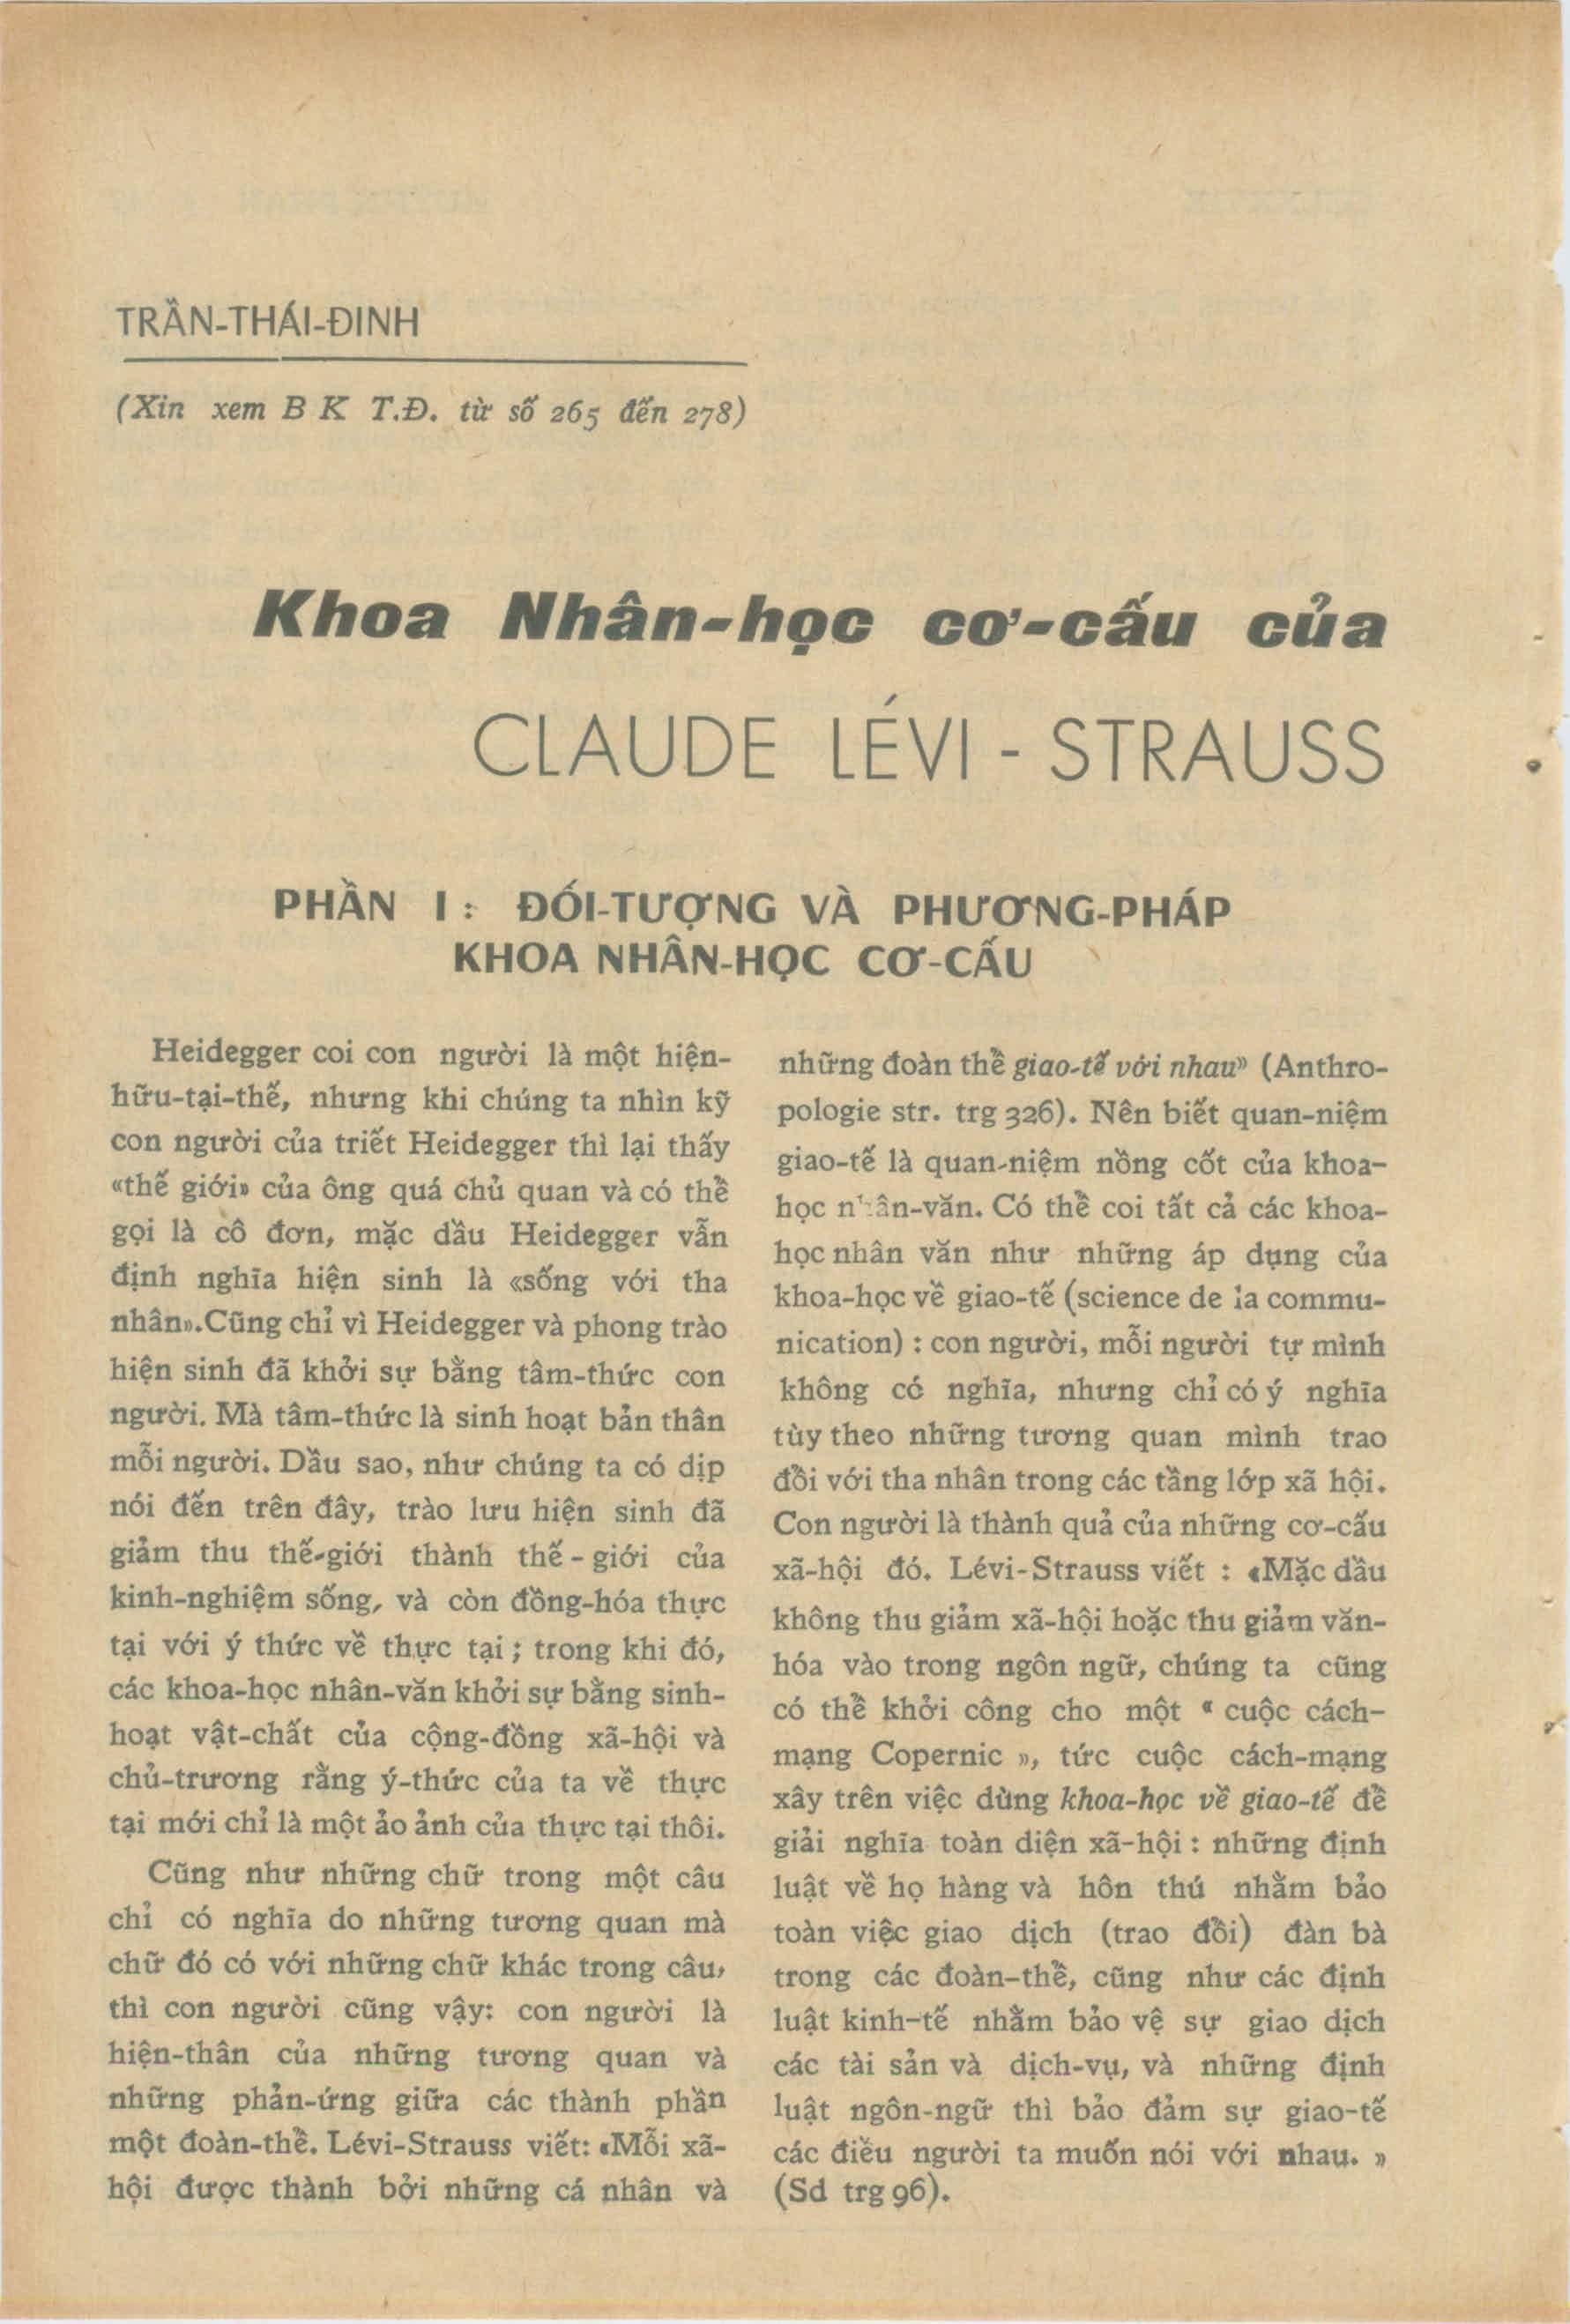 TRẦN-THÁI-ĐINH
(Xin xem B K T.Đ. từ số 265 đến 278)
Khoa Nhân-học cơ-cấu của
CLAUDE LÉVI - STRAUSS
PHẦN I : ĐỐI-TƯỢNG VÀ PHƯƠNG-PHÁP
KHOA NHÂN-HỌC CƠ-CẤU
Heidegger coi con người là một hiện-
hữu-tại-thế, nhưng khi chúng ta nhìn kỹ
con người của triết Heidegger thì lại thấy
«thế giới» của ông quá chủ quan và có thể
gọi là cô đơn, mặc dầu Heidegger vẫn
định nghĩa hiện sinh là «sống với tha
nhân».Cũng chỉ vì Heidegger và phong trào
hiện sinh đã khởi sự bằng tâm-thức con
người. Mà tâm-thức là sinh hoạt bản thân
mỗi người. Dầu sao, như chúng ta có dịp
nói đến trên đây, trào lưu hiện sinh đã
giảm thu thế-giới thành thế - giới của
kinh-nghiệm sống, và còn đồng-hóa thực
tại với ý thức về thực tại ; trong khi đó,
các khoa-học nhân-văn khởi sự bằng sinh-
hoạt vật-chất của cộng-đồng xã-hội và
chủ-trương rằng ý-thức của ta về thực
tại mới chỉ là một ảo ảnh của thực tại thôi.
Cũng như những chữ trong một câu
chỉ có nghĩa do những tương quan mà
chữ đó có với những chữ khác trong câu,
thì con người cũng vậy: con người là
hiện-thân của những tương quan và
những phản-ứng giữa các thành phần
một đoàn-thể. Lévi-Strauss viết: «Mỗi xã-
hội được thành bởi những cá nhân và
những đoàn thể giao-tế với nhau» (Anthro-
pologie str. trg 326). Nên biết quan-niệm
giao-tế là quan-niệm nồng cốt của khoa-
học nhân-văn. Có thể coi tất cả các khoa-
học nhân văn như những áp dụng của
khoa-học về giao-tế (science de la commu-
nication) : con người, mỗi người tự mình
không có nghĩa, nhưng chỉ có ý nghĩa
tùy theo những tương quan mình trao
đổi với tha nhân trong các tầng lớp xã hội.
Con người là thành quả của những cơ-cấu
xã-hội đó. Lévi-Strauss viết : «Mặc dầu
không thu giảm xã-hội hoặc thu giảm văn-
hóa vào trong ngôn ngữ, chúng ta cũng
có thể khởi công cho một « cuộc cách-
mạng Copernic », tức cuộc cách-mạng
xây trên việc dùng khoa-học về giao-tế để
giải nghĩa toàn diện xã-hội : những định
luật về họ hàng và hôn thú nhằm bảo
toàn việc giao dịch (trao đổi) đàn bà
trong các đoàn-thể, cũng như các định
luật kinh-tế nhằm bảo vệ sự giao dịch
các tài sản và dịch-vụ, và những định
luật ngôn-ngữ thì bảo đảm sự giao-tế
các điều người ta muốn nói với nhau. »
(Sd trg 96).